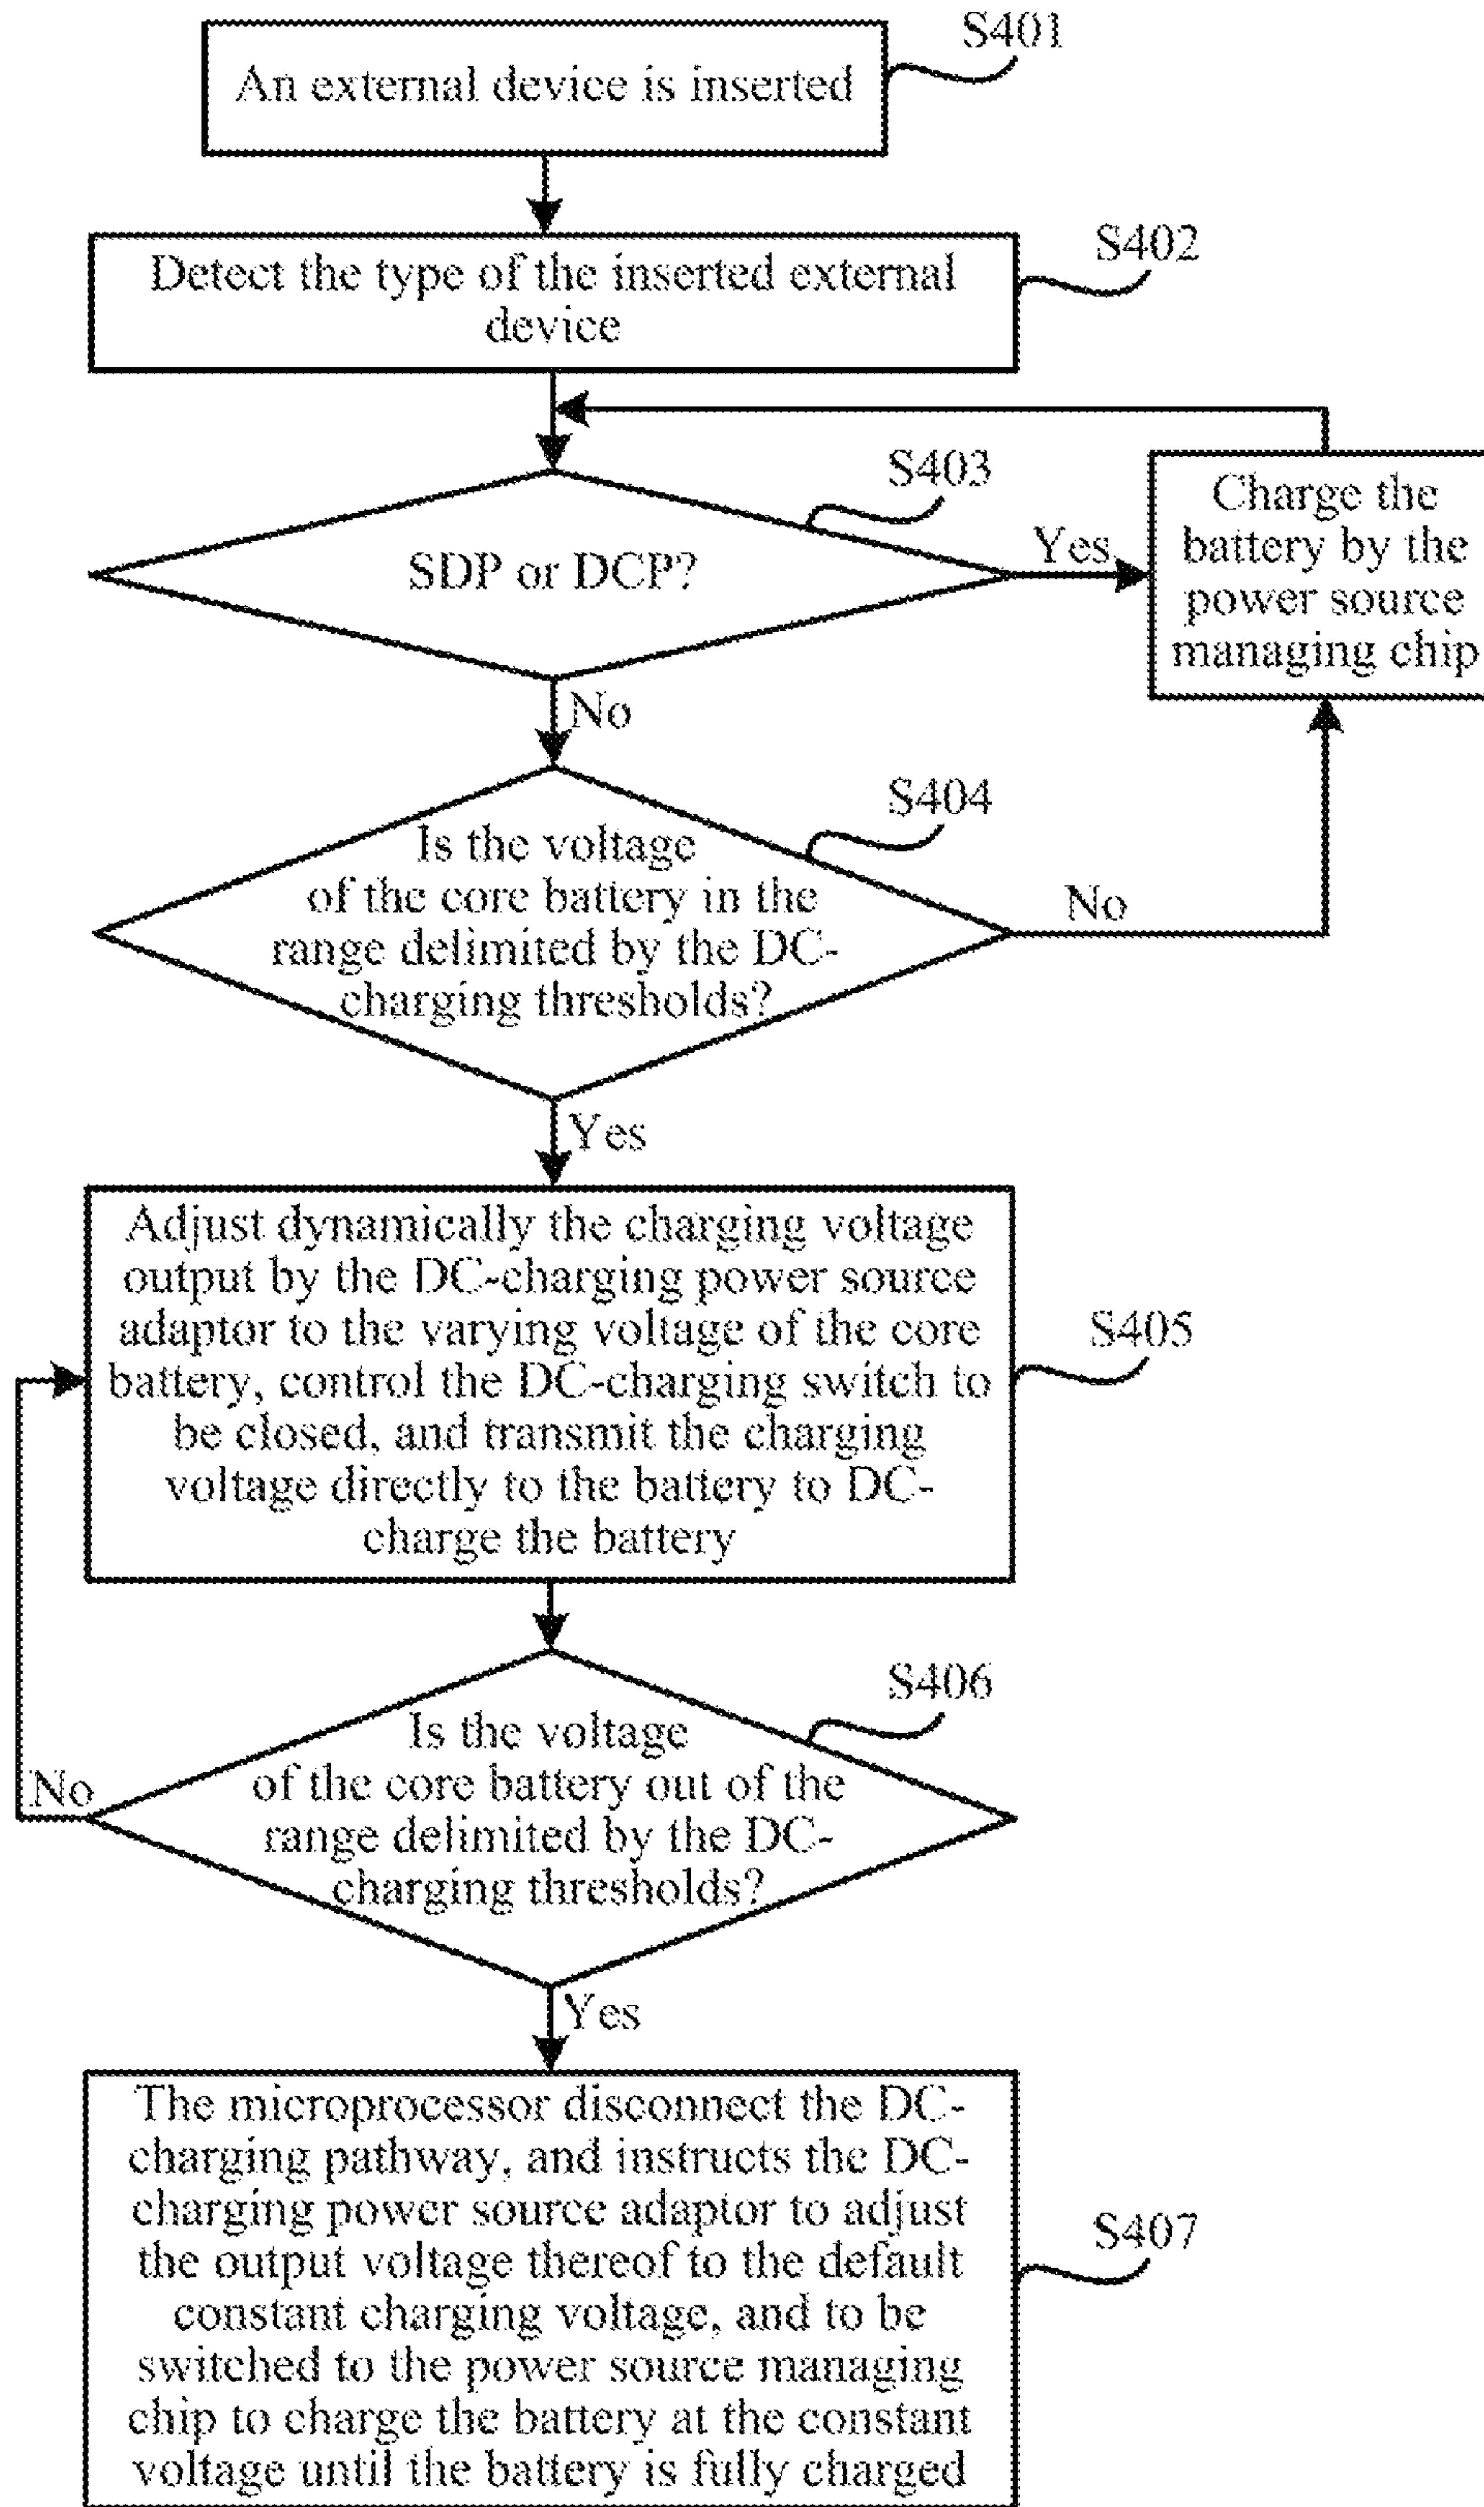 S401
An external device is inserted
S402
Detect the type of the inserted external
device
S403
SDP or DCP?
Yes
Charge the
battery by the
power source
managing chip
No
S404
Is the voltage
of the core battery in the
range delimited by the DC-
charging thresholds?
No
Yes
Adjust dynamically the charging voltage
output by the DC-charging power source
adaptor to the varying voltage of the core
battery, control the DC-charging switch to
be closed, and transmit the charging
voltage directly to the battery to DC-
charge the battery
S405
S406
Is the voltage
of the core battery out of the
range delimited by the DC-
charging thresholds?
No
Yes
The microprocessor disconnect the DC-
charging pathway, and instructs the DC-
charging power source adaptor to adjust
the output voltage thereof to the default
constant charging voltage, and to be
switched to the power source managing
chip to charge the battery at the constant
voltage until the battery is fully charged
S407